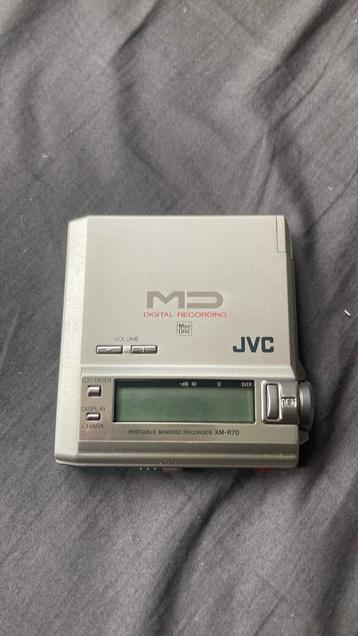 MD
DIGITAL RECORDING
Mini
Disc
VOLUME
− +
JVC
EDIT/ENTER
−dB 40 12 OVER
SET
DISPLAY
CHARA
PORTABLE MINIDISC RECORDER XM-R70